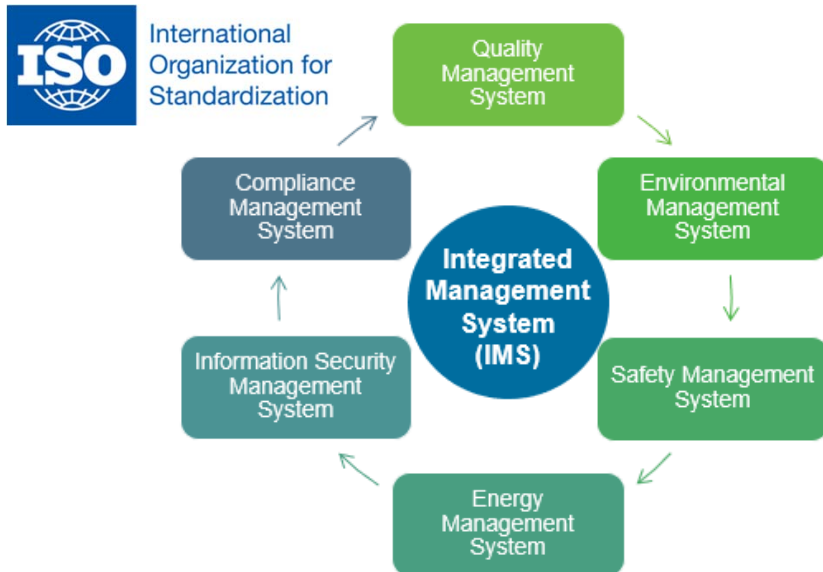 ISO
International
Organization for
Standardization
Quality
Management
System
Environmental
Management
System
Safety Management
System
Energy
Management
System
Information Security
Management
System
Compliance
Management
System
Integrated
Management
System
(IMS)